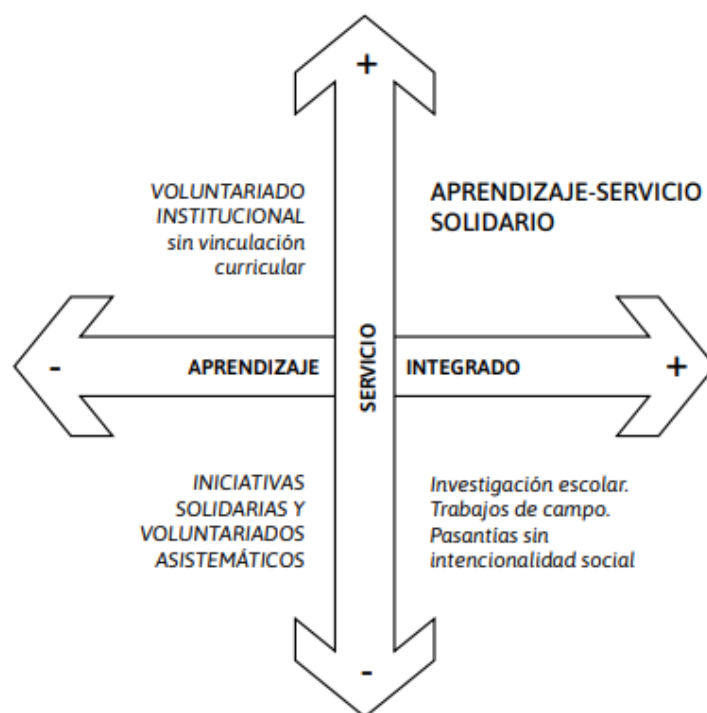 +
VOLUNTARIADO
INSTITUCIONAL
sin vinculación
curricular
APRENDIZAJE-SERVICIO
SOLIDARIO
-
APRENDIZAJE
SERVICIO
INTEGRADO
+
INICIATIVAS
SOLIDARIAS Y
VOLUNTARIADOS
ASISTEMÁTICOS
Investigación escolar.
Trabajos de campo.
Pasantías sin
intencionalidad social
-